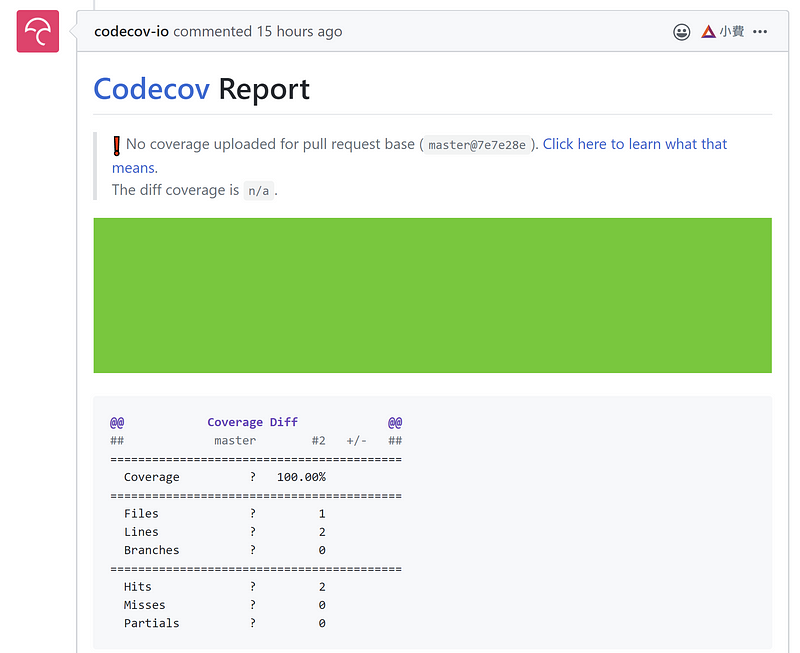 codecov-io commented 15 hours ago 小費 •••
Codecov Report
❗ No coverage uploaded for pull request base (master@7e7e28e). Click here to learn what that
means.
The diff coverage is n/a.
@@ Coverage Diff @@
## master #2 +/- ##
==========================================
Coverage ? 100.00%
==========================================
Files ? 1
Lines ? 2
Branches ? 0
==========================================
Hits ? 2
Misses ? 0
Partials ? 0